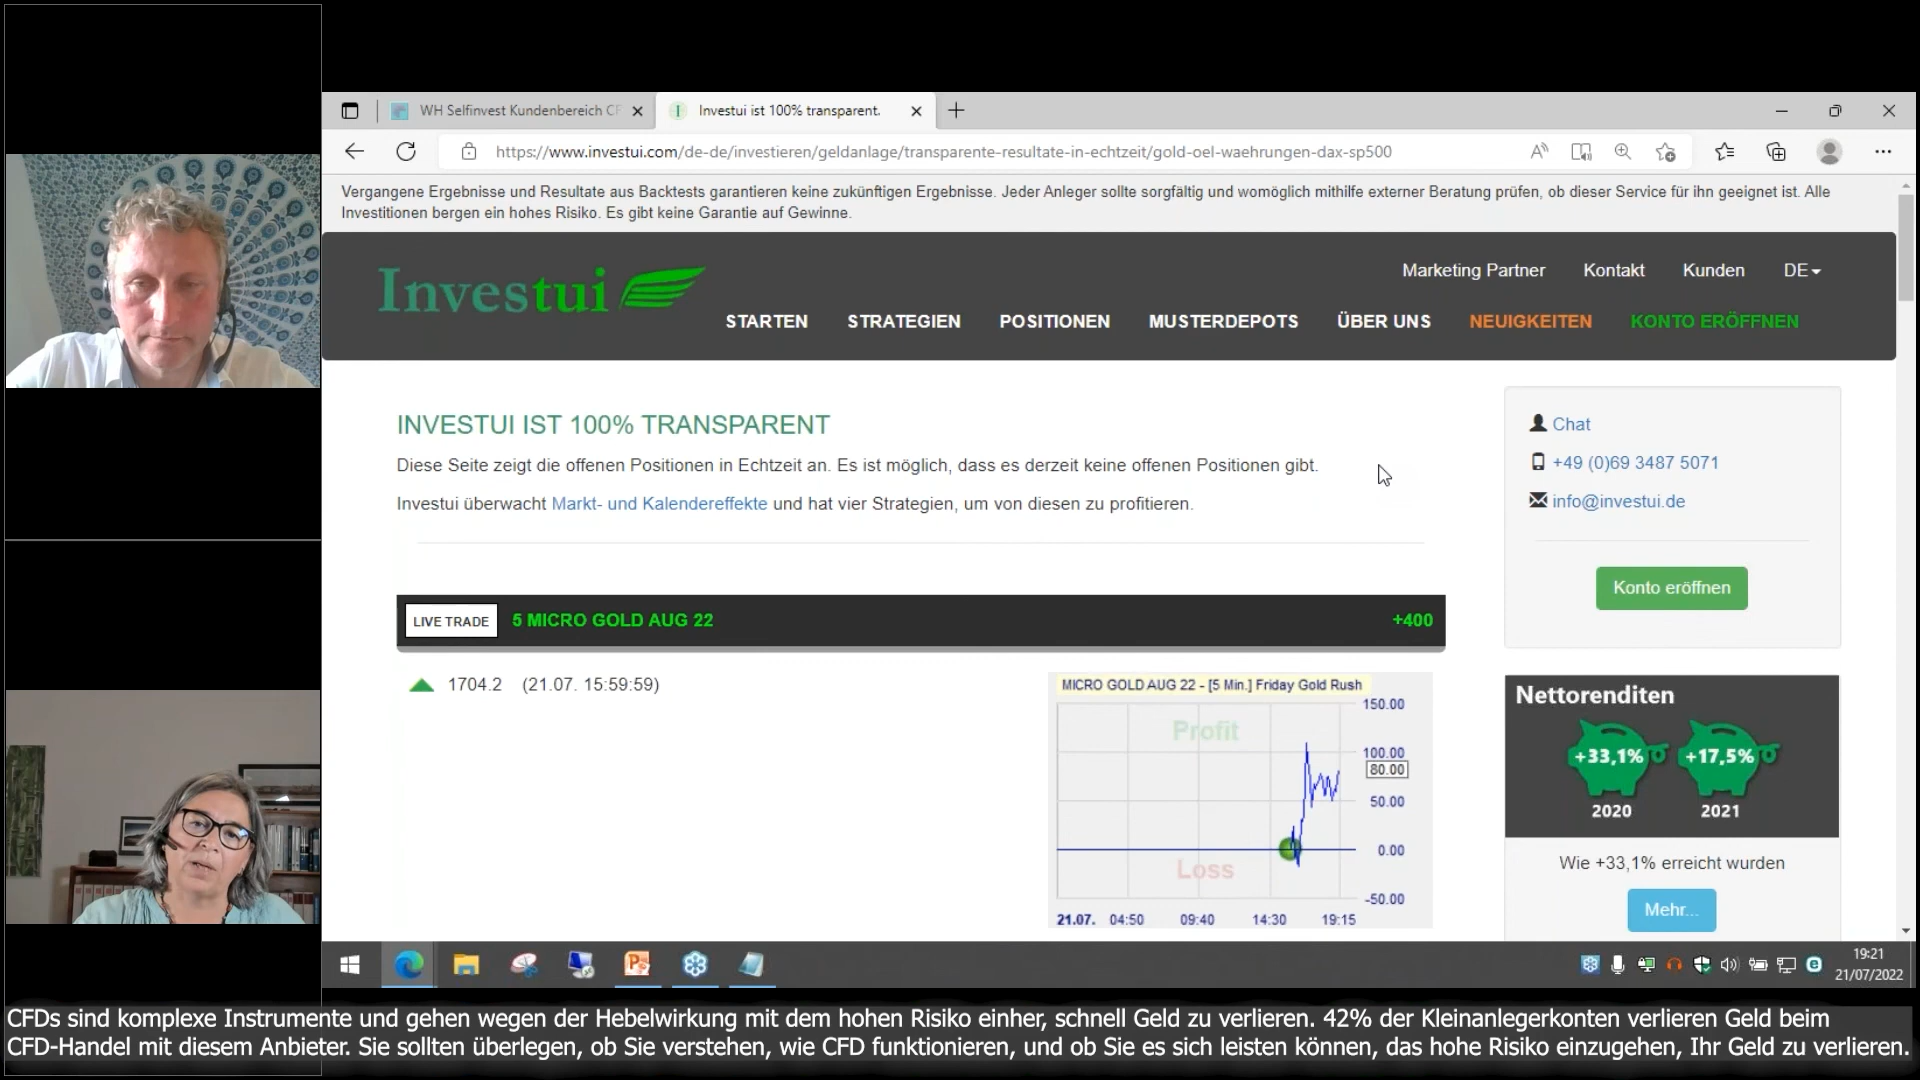 WH Selfinvest Kundenbereich CF
Investui ist 100% transparent.
https://www.investui.com/de-de/investieren/geldanlage/transparente-resultate-in-echtzeit/gold-oel-waehrungen-dax-sp500
Vergangene Ergebnisse und Resultate aus Backtests garantieren keine zukünftigen Ergebnisse. Jeder Anleger sollte sorgfältig und womöglich mithilfe externer Beratung prüfen, ob dieser Service für ihn geeignet ist. Alle
Investitionen bergen ein hohes Risiko. Es gibt keine Garantie auf Gewinne.
Investui
Marketing Partner Kontakt Kunden DE
STARTEN STRATEGIEN POSITIONEN MUSTERDEPOTS ÜBER UNS NEUIGKEITEN KONTO ERÖFFNEN
INVESTUI IST 100% TRANSPARENT
Diese Seite zeigt die offenen Positionen in Echtzeit an. Es ist möglich, dass es derzeit keine offenen Positionen gibt.
Investui überwacht Markt- und Kalendereffekte und hat vier Strategien, um von diesen zu profitieren.
LIVE TRADE 5 MICRO GOLD AUG 22 +400
1704.2 (21.07. 15:59:59)
MICRO GOLD AUG 22 - [5 Min.] Friday Gold Rush
Profit
Loss
150.00
100.00
80.00
50.00
0.00
-50.00
21.07. 04:50 09:40 14:30 19:15
Chat
+49 (0)69 3487 5071
info@investui.de
Konto eröffnen
Nettorenditen
+33,1% +17,5%
2020 2021
Wie +33,1% erreicht wurden
Mehr...
19:21
21/07/2022
CFDs sind komplexe Instrumente und gehen wegen der Hebelwirkung mit dem hohen Risiko einher, schnell Geld zu verlieren. 42% der Kleinanlegerkonten verlieren Geld beim
CFD-Handel mit diesem Anbieter. Sie sollten überlegen, ob Sie verstehen, wie CFD funktionieren, und ob Sie es sich leisten können, das hohe Risiko einzugehen, Ihr Geld zu verlieren.